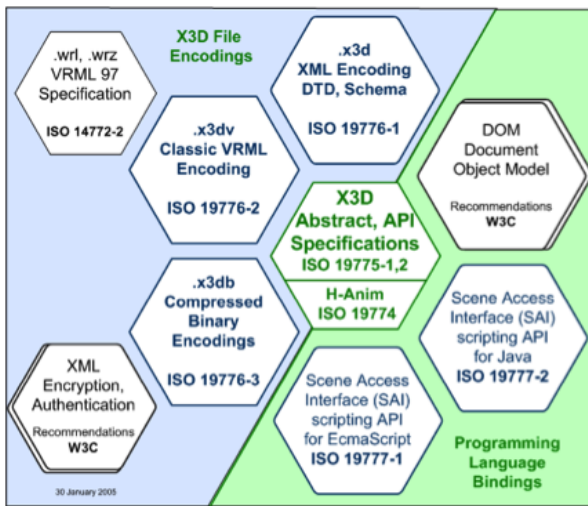 X3D File
Encodings
.wrl, .wrz
VRML 97
Specification
ISO 14772-2
.x3d
XML Encoding
DTD, Schema
ISO 19776-1
.x3dv
Classic VRML
Encoding
ISO 19776-2
DOM
Document
Object Model
Recommendations
W3C
X3D
Abstract, API
Specifications
ISO 19775-1,2
H-Anim
ISO 19774
.x3db
Compressed
Binary
Encodings
ISO 19776-3
Scene Access
Interface (SAI)
scripting API
for Java
ISO 19777-2
XML
Encryption,
Authentication
Recommendations
W3C
Scene Access
Interface (SAI)
scripting API
for EcmaScript
ISO 19777-1
Programming
Language
Bindings
30 January 2005